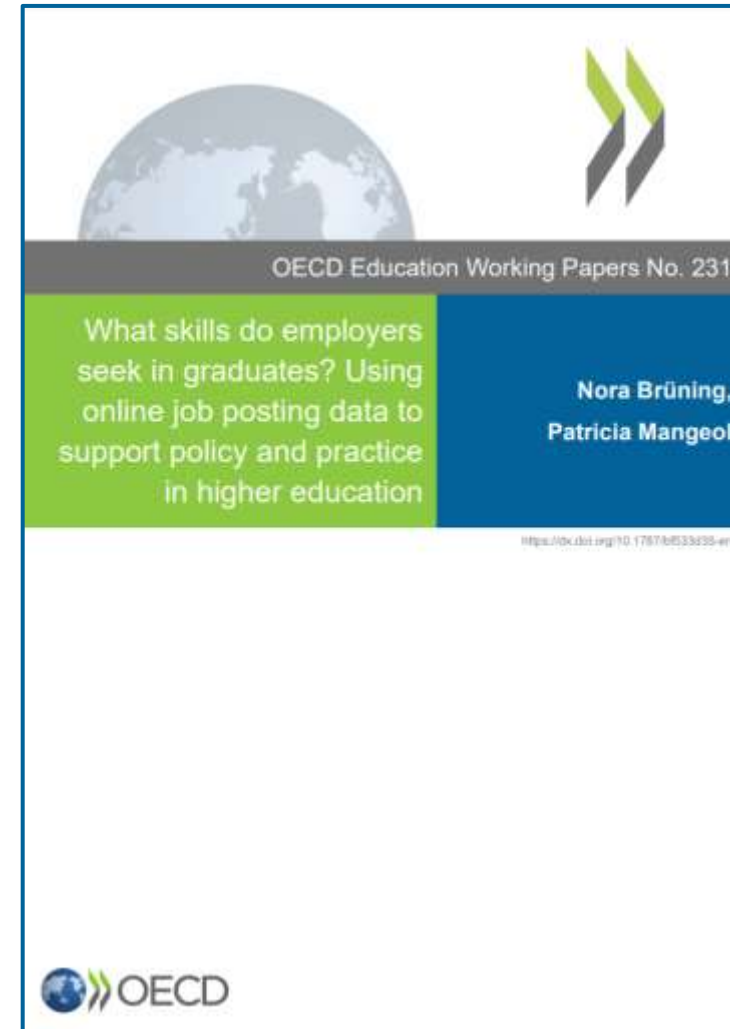 OECD Education Working Papers No. 231
What skills do employers
seek in graduates? Using
online job posting data to
support policy and practice
in higher education
Nora Brüning,
Patricia Mangeol
OECD